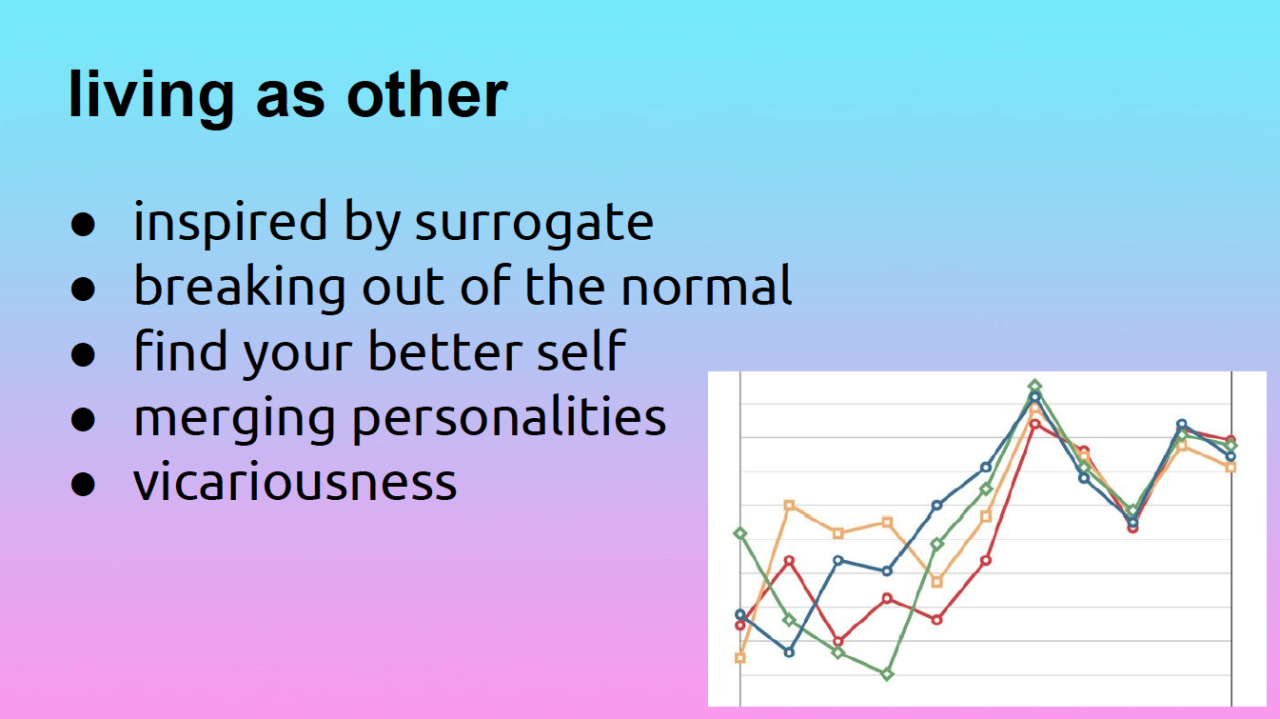 living as other
● inspired by surrogate
● breaking out of the normal
● find your better self
● merging personalities
● vicariousness